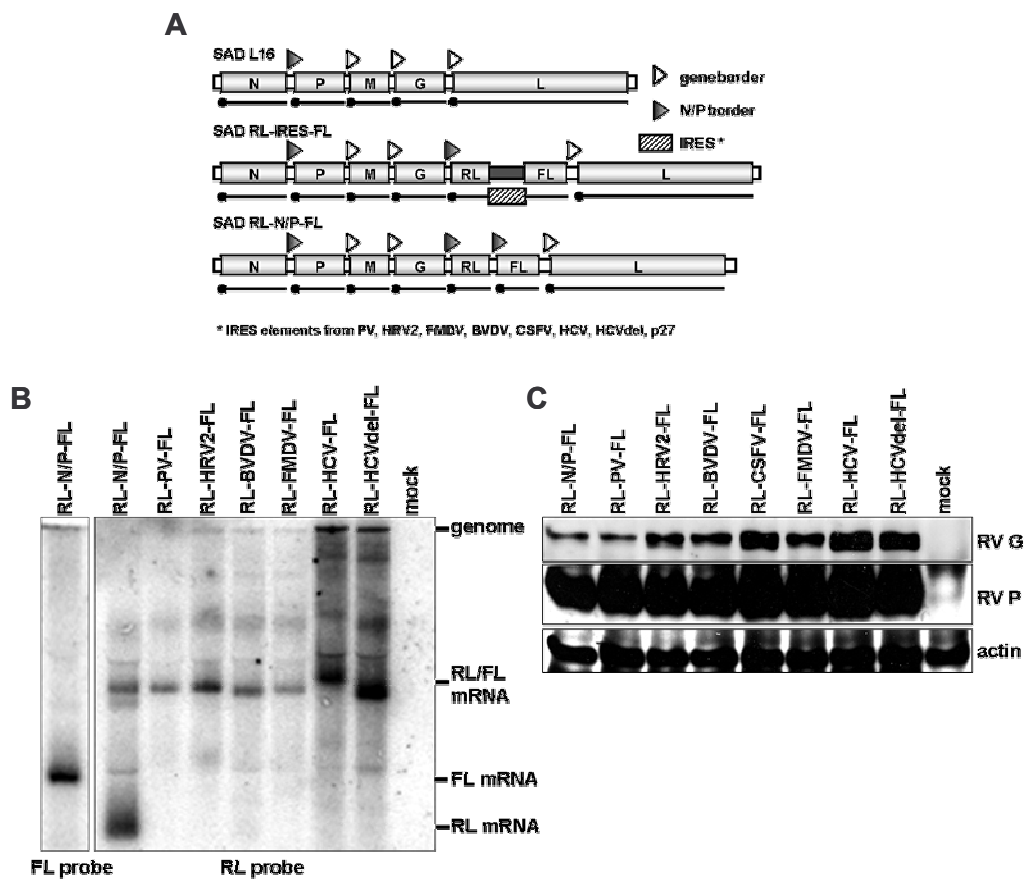 A
SAD L16
N P M G L
geneborder
N/P border
IRES*
SAD RL-IRES-FL
N P M G RL FL L
SAD RL-N/P-FL
N P M G RL FL L
* IRES elements from PV, HRV2, FMDV, BVDV, CSFV, HCV, HCVdel, p27
B
RL-N/P-FL
RL-N/P-FL
RL-PV-FL
RL-HRV2-FL
RL-BVDV-FL
RL-FMDV-FL
RL-HCV-FL
RL-HCVdel-FL
mock
genome
RL/FL
mRNA
FL mRNA
RL mRNA
FL probe
RL probe
C
RL-N/P-FL
RL-PV-FL
RL-HRV2-FL
RL-BVDV-FL
RL-CSFV-FL
RL-FMDV-FL
RL-HCV-FL
RL-HCVdel-FL
mock
RV G
RV P
actin